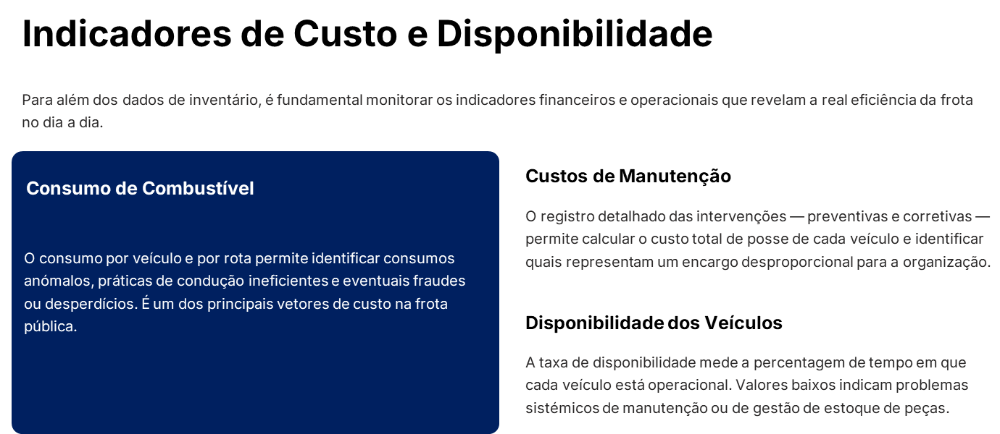 Indicadores de Custo e Disponibilidade
Para além dos dados de inventário, é fundamental monitorar os indicadores financeiros e operacionais que revelam a real eficiência da frota
no dia a dia.
Consumo de Combustível
O consumo por veículo e por rota permite identificar consumos
anómalos, práticas de condução ineficientes e eventuais fraudes
ou desperdícios. É um dos principais vetores de custo na frota
pública.
Custos de Manutenção
O registro detalhado das intervenções — preventivas e corretivas —
permite calcular o custo total de posse de cada veículo e identificar
quais representam um encargo desproporcional para a organização.
Disponibilidade dos Veículos
A taxa de disponibilidade mede a percentagem de tempo em que
cada veículo está operacional. Valores baixos indicam problemas
sistémicos de manutenção ou de gestão de estoque de peças.